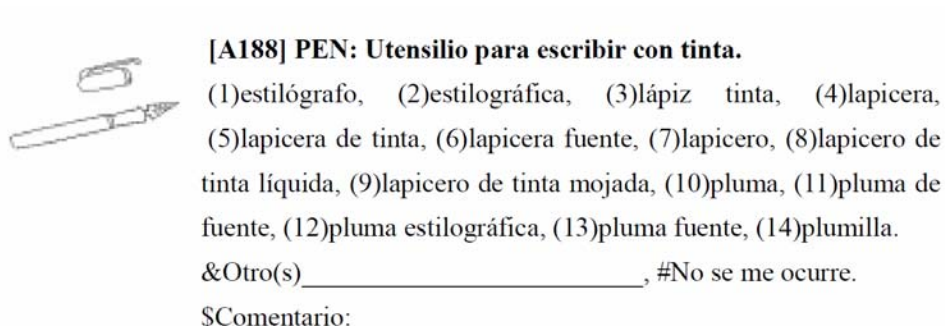 [A188] PEN: Utensilio para escribir con tinta.
(1)estilógrafo, (2)estilográfica, (3)lápiz tinta, (4)lapicera,
(5)lapicera de tinta, (6)lapicera fuente, (7)lapicero, (8)lapicero de
tinta líquida, (9)lapicero de tinta mojada, (10)pluma, (11)pluma de
fuente, (12)pluma estilográfica, (13)pluma fuente, (14)plumilla.
&Otro(s)______________________________, #No se me ocurre.
$Comentario: